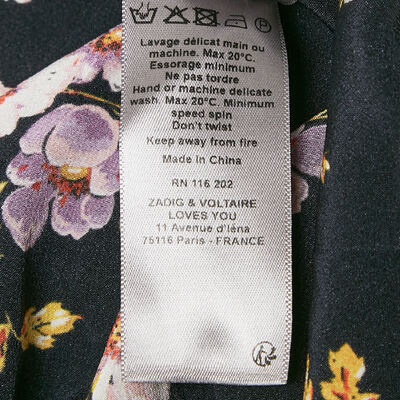 Lavage délicat main ou
machine. Max 20°C.
Essorage minimum
Ne pas tordre
Hand or machine delicate
wash. Max 20°C. Minimum
speed spin
Don't twist
Keep away from fire
Made in China
RN 116 202
ZADIG & VOLTAIRE
LOVES YOU
11 Avenue d'Iéna
75116 Paris - FRANCE